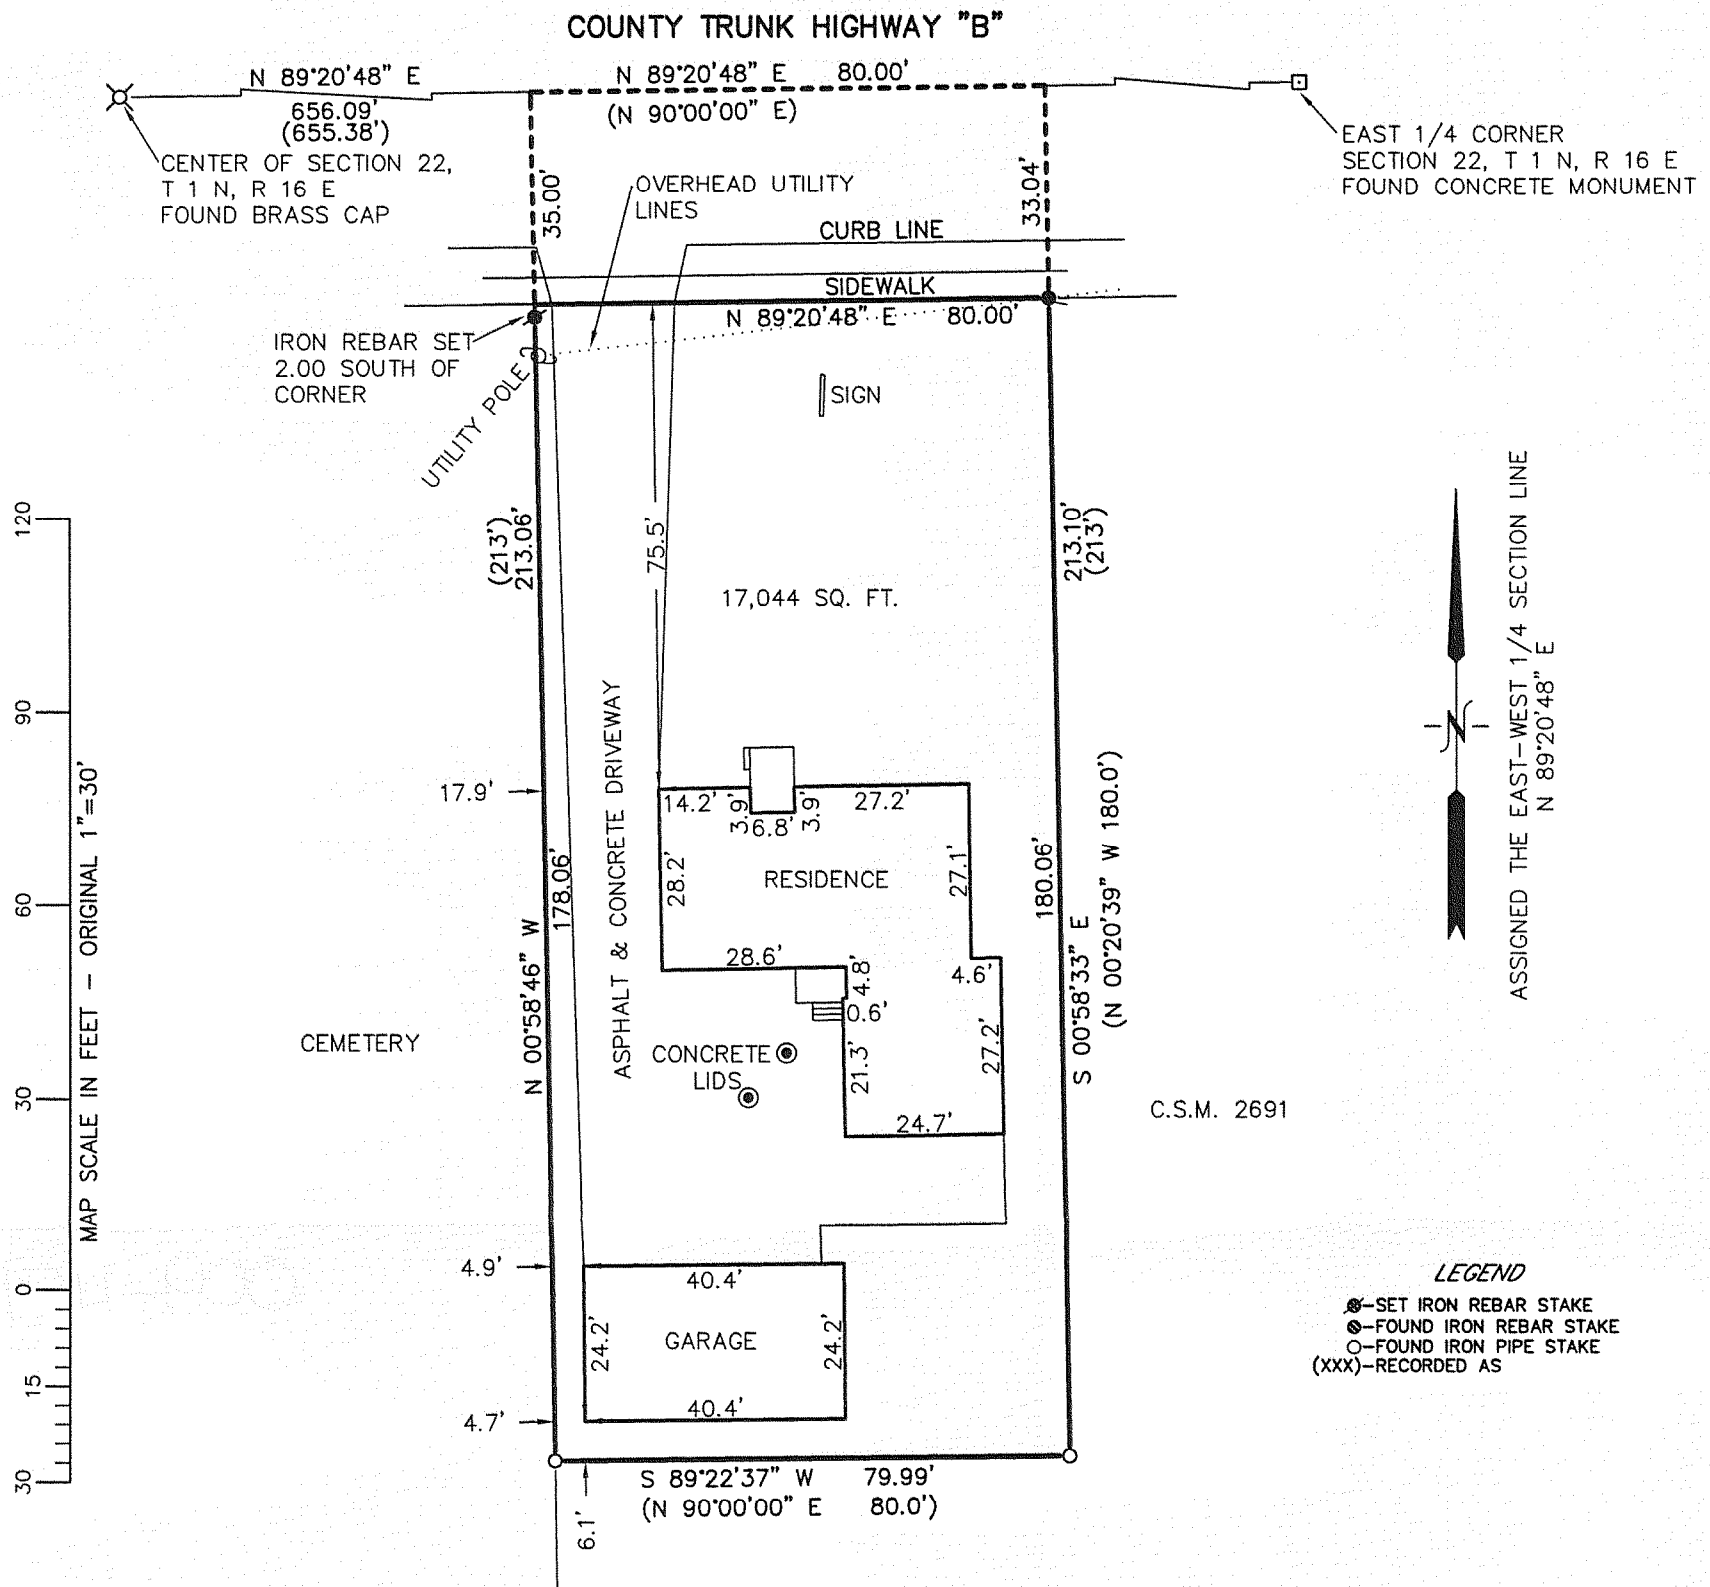 COUNTY TRUNK HIGHWAY "B"
N 89°20'48" E
656.09'
(655.38')
N 89°20'48" E 80.00'
(N 90°00'00" E)
CENTER OF SECTION 22,
T 1 N, R 16 E
FOUND BRASS CAP
EAST 1/4 CORNER
SECTION 22, T 1 N, R 16 E
FOUND CONCRETE MONUMENT
35.00'
OVERHEAD UTILITY
LINES
33.04'
CURB LINE
SIDEWALK
N 89°20'48" E 80.00'
IRON REBAR SET
2.00 SOUTH OF
CORNER
UTILITY POLE
SIGN
(213')
213.06'
75.5'
213.10'
(213')
17,044 SQ. FT.
ASPHALT & CONCRETE DRIVEWAY
17.9'
14.2'
3.9'
6.8'
3.9'
27.2'
178.06'
28.2'
RESIDENCE
27.1'
180.06'
N 00°58'46" W
28.6'
4.8'
4.6'
0.6'
S 00°58'33" E
(N 00°20'39" W 180.0')
CEMETERY
CONCRETE
LIDS
21.3'
27.2'
24.7'
C.S.M. 2691
4.9'
40.4'
24.2'
GARAGE
24.2'
40.4'
4.7'
S 89°22'37" W 79.99'
(N 90°00'00" E 80.0')
6.1'
120
90
60
30
0
15
30
MAP SCALE IN FEET - ORIGINAL 1"=30'
N
ASSIGNED THE EAST-WEST 1/4 SECTION LINE
N 89°20'48" E
LEGEND
-SET IRON REBAR STAKE
-FOUND IRON REBAR STAKE
-FOUND IRON PIPE STAKE
(XXX)-RECORDED AS